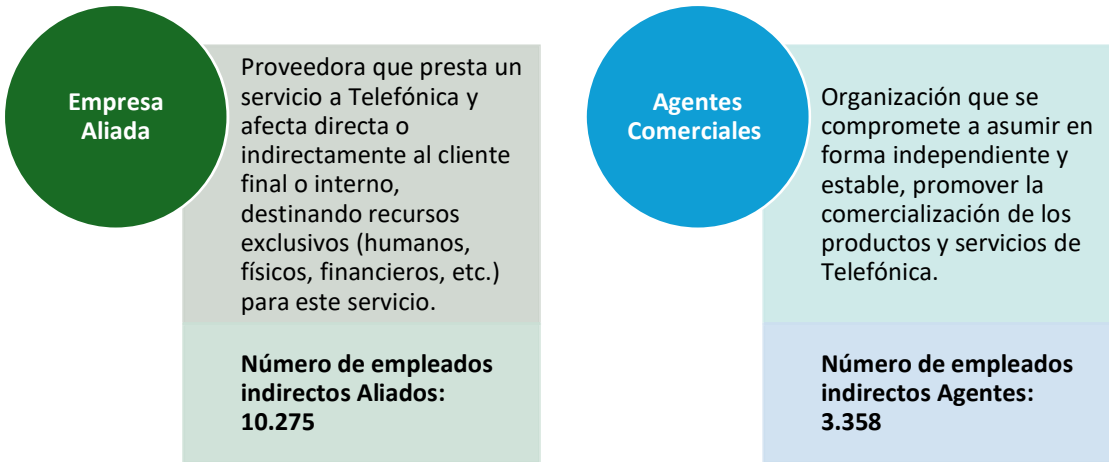 Empresa
Aliada
Proveedora que presta un
servicio a Telefónica y
afecta directa o
indirectamente al cliente
final o interno,
destinando recursos
exclusivos (humanos,
físicos, financieros, etc.)
para este servicio.
Número de empleados
indirectos Aliados:
10.275
Agentes
Comerciales
Organización que se
compromete a asumir en
forma independiente y
estable, promover la
comercialización de los
productos y servicios de
Telefónica.
Número de empleados
indirectos Agentes:
3.358